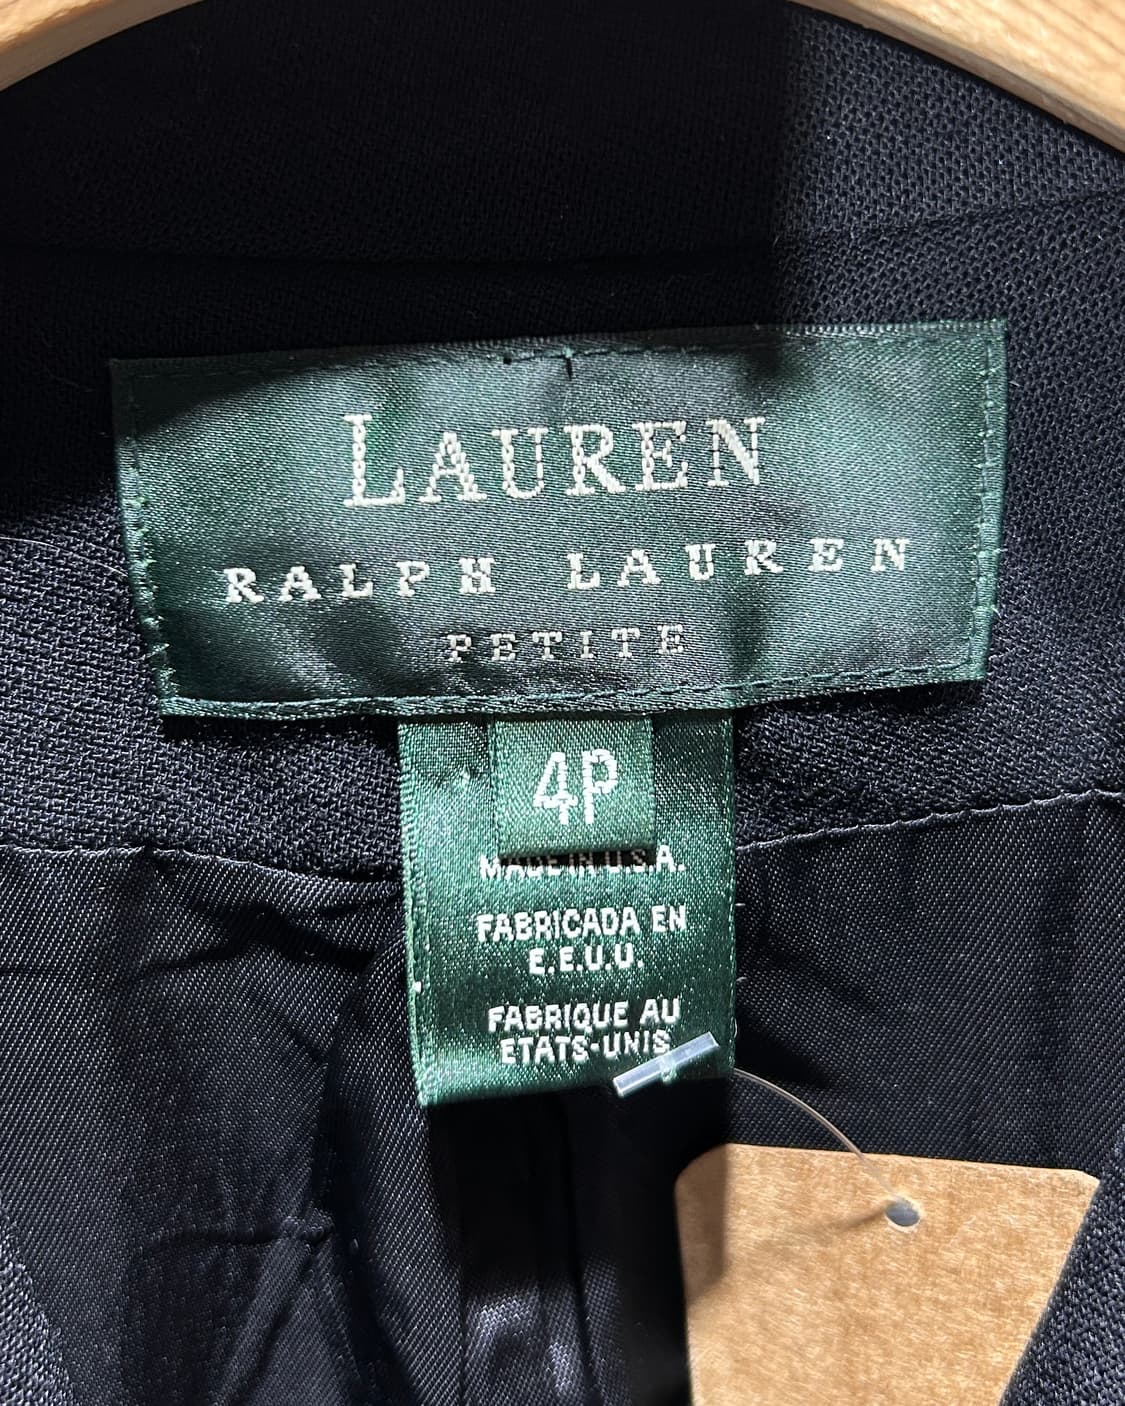 LAUREN
RALPH LAUREN
PETITE
4P
MADE IN U.S.A.
FABRICADA EN
E.E.U.U.
FABRIQUE AU
ETATS-UNIS